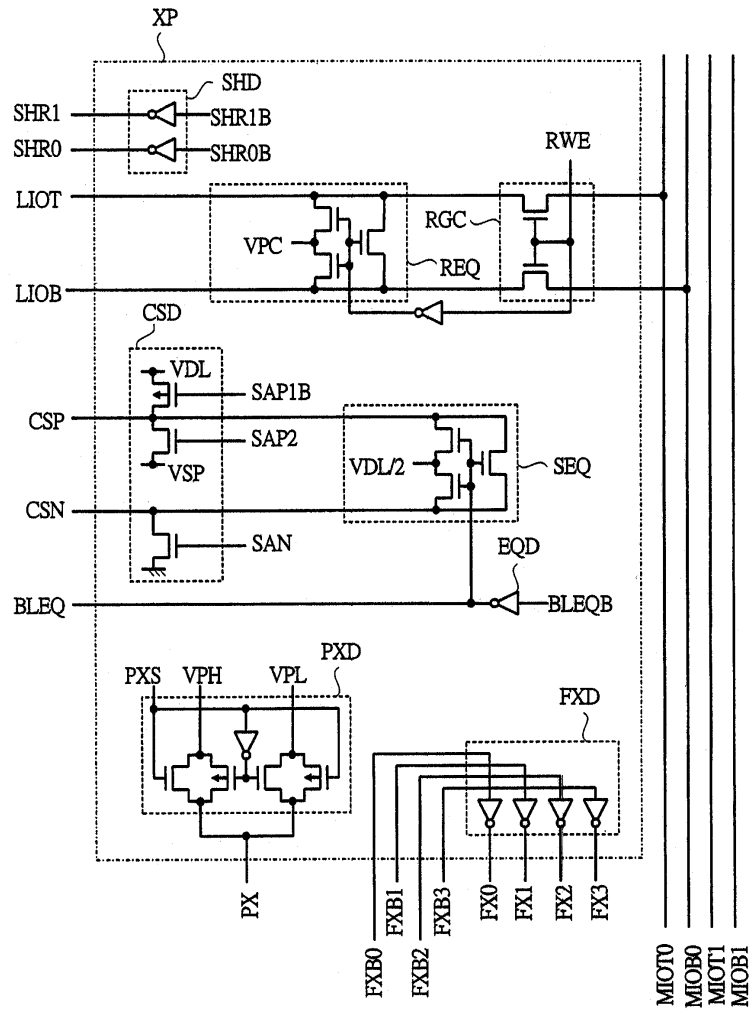 XP
SHD
SHR1
SHR1B
SHR0
SHR0B
RWE
LIOT
RGC
VPC
REQ
LIOB
CSD
VDL
SAP1B
CSP
SAP2
VDL/2
SEQ
VSP
CSN
SAN
EQD
BLEQ
BLEQB
PXD
PXS
VPH
VPL
FXD
PX
FXB0
FXB1
FXB2
FXB3
FX0
FX1
FX2
FX3
MIOT0
MIOB0
MIOT1
MIOB1